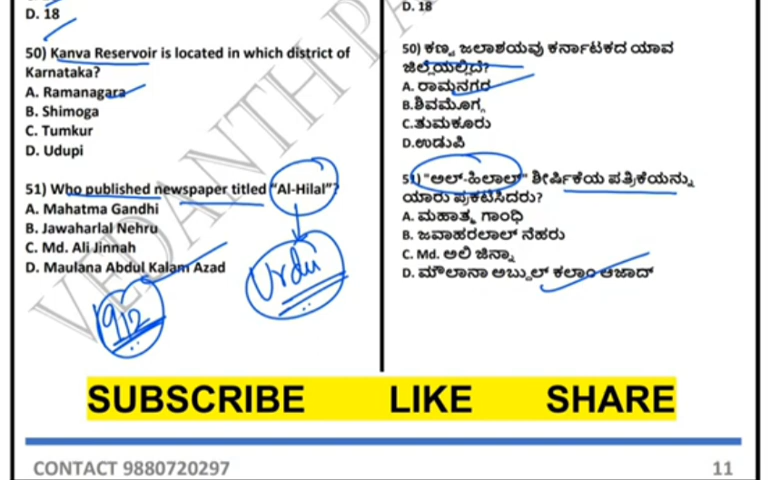 D. 18
50) Kanva Reservoir is located in which district of
Karnataka?
A. Ramanagara
B. Shimoga
C. Tumkur
D. Udupi
51) Who published newspaper titled “Al-Hilal”?
A. Mahatma Gandhi
B. Jawaharlal Nehru
C. Md. Ali Jinnah
D. Maulana Abdul Kalam Azad
1912
Urdu
D. 18
50) ಕಣ್ವ ಜಲಾಶಯವು ಕರ್ನಾಟಕದ ಯಾವ
ಜಿಲ್ಲೆಯಲ್ಲಿದೆ?
A. ರಾಮನಗರ
B.ಶಿವಮೊಗ್ಗ
C.ತುಮಕೂರು
D.ಉಡುಪಿ
51) "ಅಲ್-ಹಿಲಾಲ್" ಶೀರ್ಷಿಕೆಯ ಪತ್ರಿಕೆಯನ್ನು
ಯಾರು ಪ್ರಕಟಿಸಿದರು?
A. ಮಹಾತ್ಮ ಗಾಂಧಿ
B. ಜವಾಹರಲಾಲ್ ನೆಹರು
C. Md. ಅಲಿ ಜಿನ್ನಾ
D. ಮೌಲಾನಾ ಅಬ್ದುಲ್ ಕಲಾಂ ಆಜಾದ್
VEDANTH PA
SUBSCRIBE LIKE SHARE
CONTACT 9880720297 11